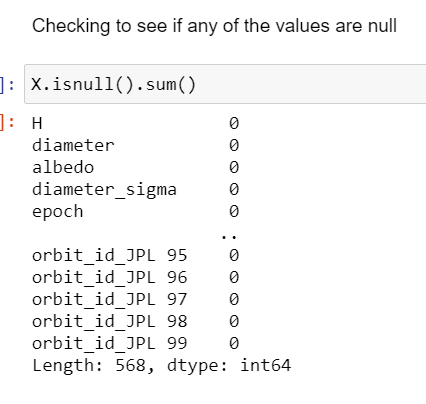 Checking to see if any of the values are null
]: X.isnull().sum()
]: H 0
diameter 0
albedo 0
diameter_sigma 0
epoch 0
..
orbit_id_JPL 95 0
orbit_id_JPL 96 0
orbit_id_JPL 97 0
orbit_id_JPL 98 0
orbit_id_JPL 99 0
Length: 568, dtype: int64